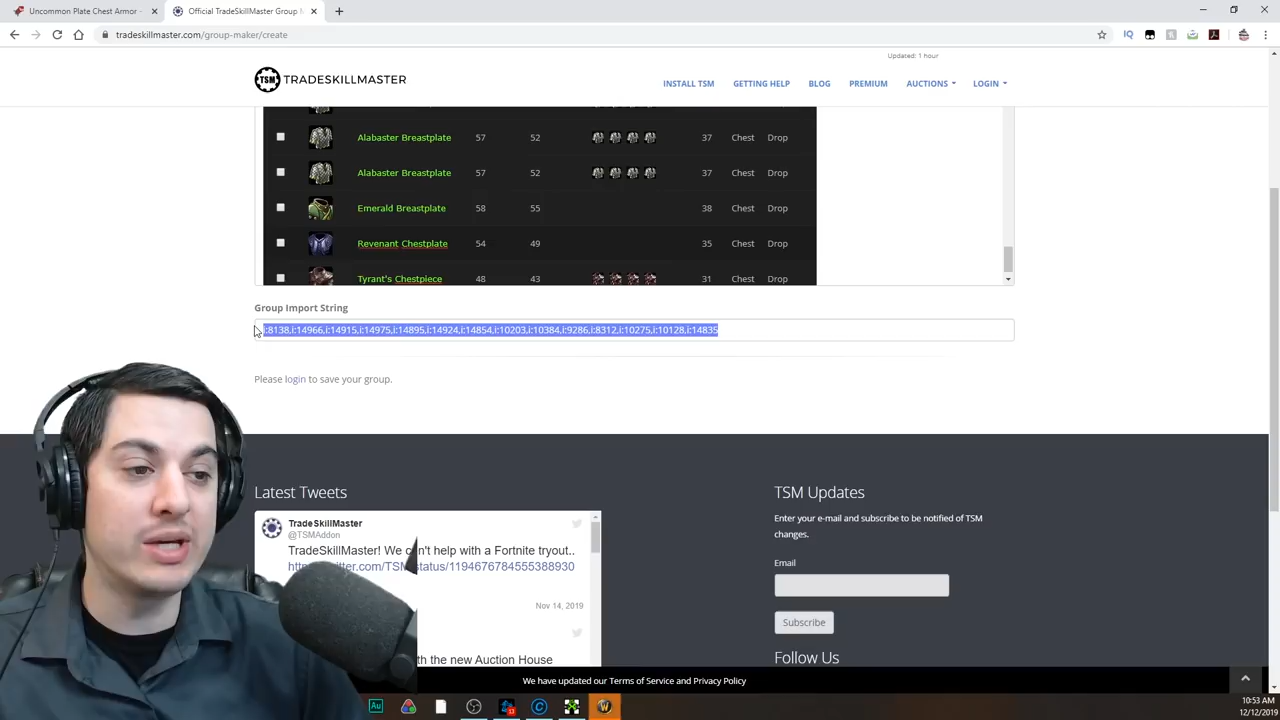 Uncommon Plate Chest Armor -
Official TradeSkillMaster Group M
tradeskillmaster.com/group-maker/create
Updated: 1 hour
TSM TRADESKILLMASTER
INSTALL TSM GETTING HELP BLOG PREMIUM AUCTIONS LOGIN
Alabaster Breastplate 57 52 37 Chest Drop
Alabaster Breastplate 57 52 37 Chest Drop
Emerald Breastplate 58 55 38 Chest Drop
Revenant Chestplate 54 49 35 Chest Drop
Tyrant's Chestpiece 48 43 31 Chest Drop
Group Import String
i:8138,i:14966,i:14915,i:14975,i:14895,i:14924,i:14854,i:10203,i:10384,i:9286,i:8312,i:10275,i:10128,i:14835
Please login to save your group.
Latest Tweets
TradeSkillMaster
@TSMAddon
TradeSkillMaster! We can't help with a Fortnite tryout..
status/1194676784555388930
Nov 14, 2019
th the new Auction House
TSM Updates
Enter your e-mail and subscribe to be notified of TSM
changes.
Email
Subscribe
Follow Us
We have updated our Terms of Service and Privacy Policy
10:53 AM
12/12/2019